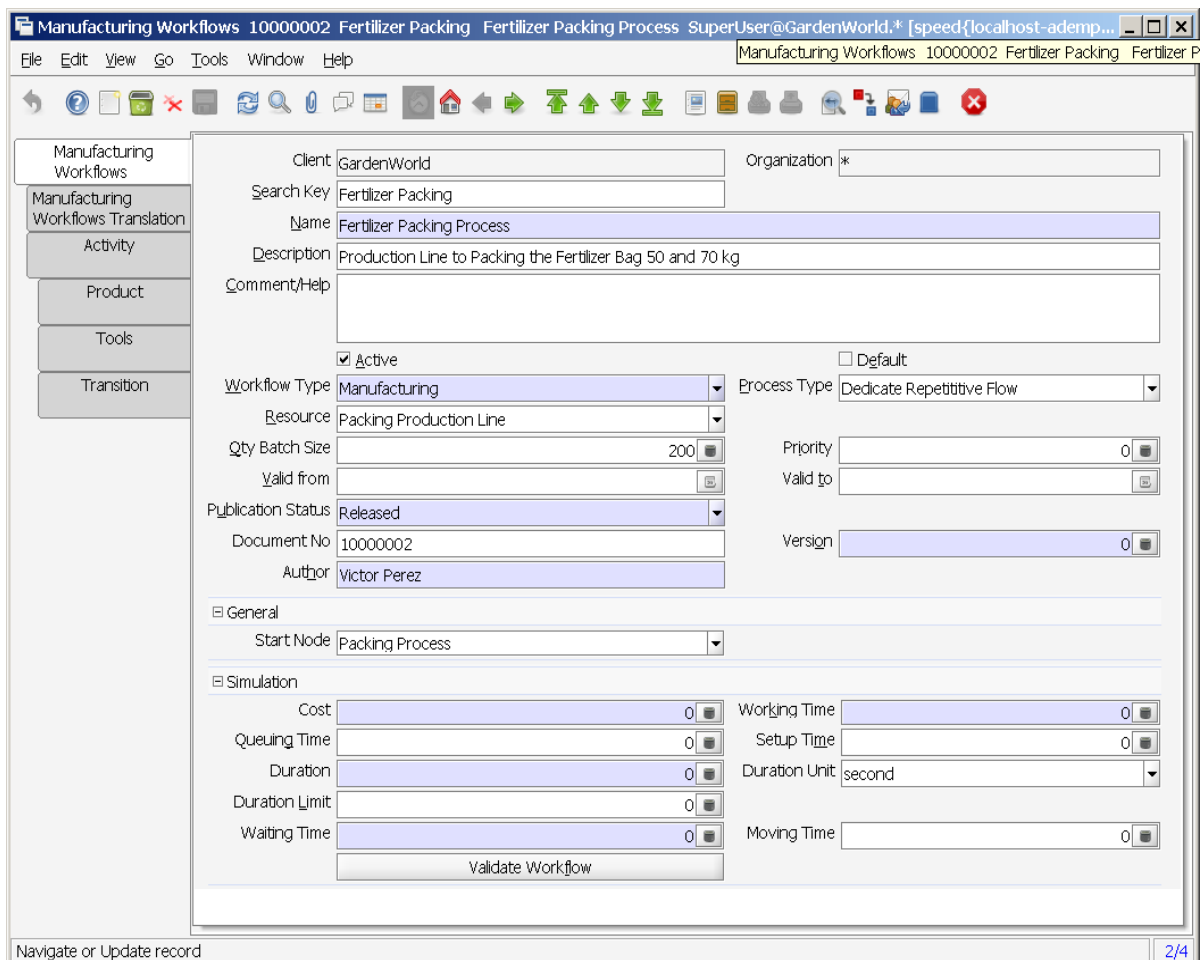 Manufacturing Workflows 10000002 Fertilizer Packing Fertilizer Packing Process SuperUser@GardenWorld.* [speed{localhost-ademp...
File Edit View Go Tools Window Help
Manufacturing Workflows 10000002 Fertilizer Packing Fertilizer P
Manufacturing
Workflows
Manufacturing
Workflows Translation
Activity
Product
Tools
Transition
Client GardenWorld Organization *
Search Key Fertilizer Packing
Name Fertilizer Packing Process
Description Production Line to Packing the Fertilizer Bag 50 and 70 kg
Comment/Help
Active Default
Workflow Type Manufacturing Process Type Dedicate Repetititive Flow
Resource Packing Production Line
Qty Batch Size 200 Priority 0
Valid from Valid to
Publication Status Released
Document No 10000002 Version 0
Author Victor Perez
General
Start Node Packing Process
Simulation
Cost 0 Working Time 0
Queuing Time 0 Setup Time 0
Duration 0 Duration Unit second
Duration Limit 0
Waiting Time 0 Moving Time 0
Validate Workflow
Navigate or Update record 2/4